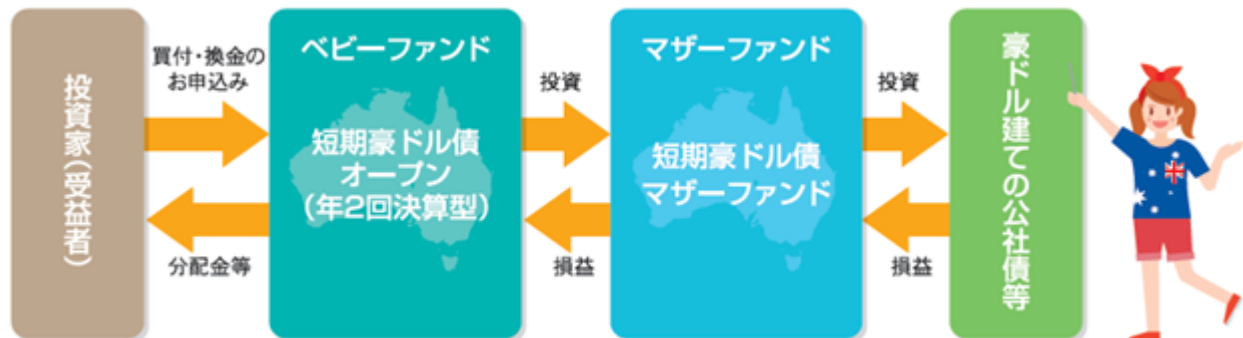 投資家(受益者)
買付・換金の
お申込み
分配金等
ベビーファンド
短期豪ドル債
オープン
(年2回決算型)
投資
損益
マザーファンド
短期豪ドル債
マザーファンド
投資
損益
豪ドル建ての公社債等